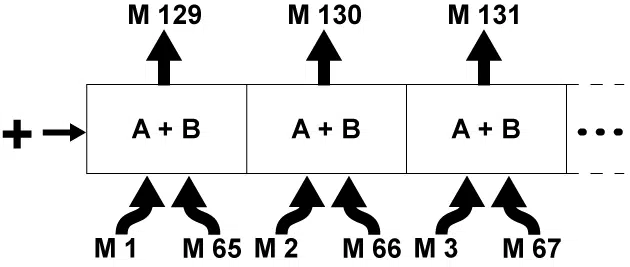 M 129 M 130 M 131
+ A + B A + B A + B ...
M 1 M 65 M 2 M 66 M 3 M 67